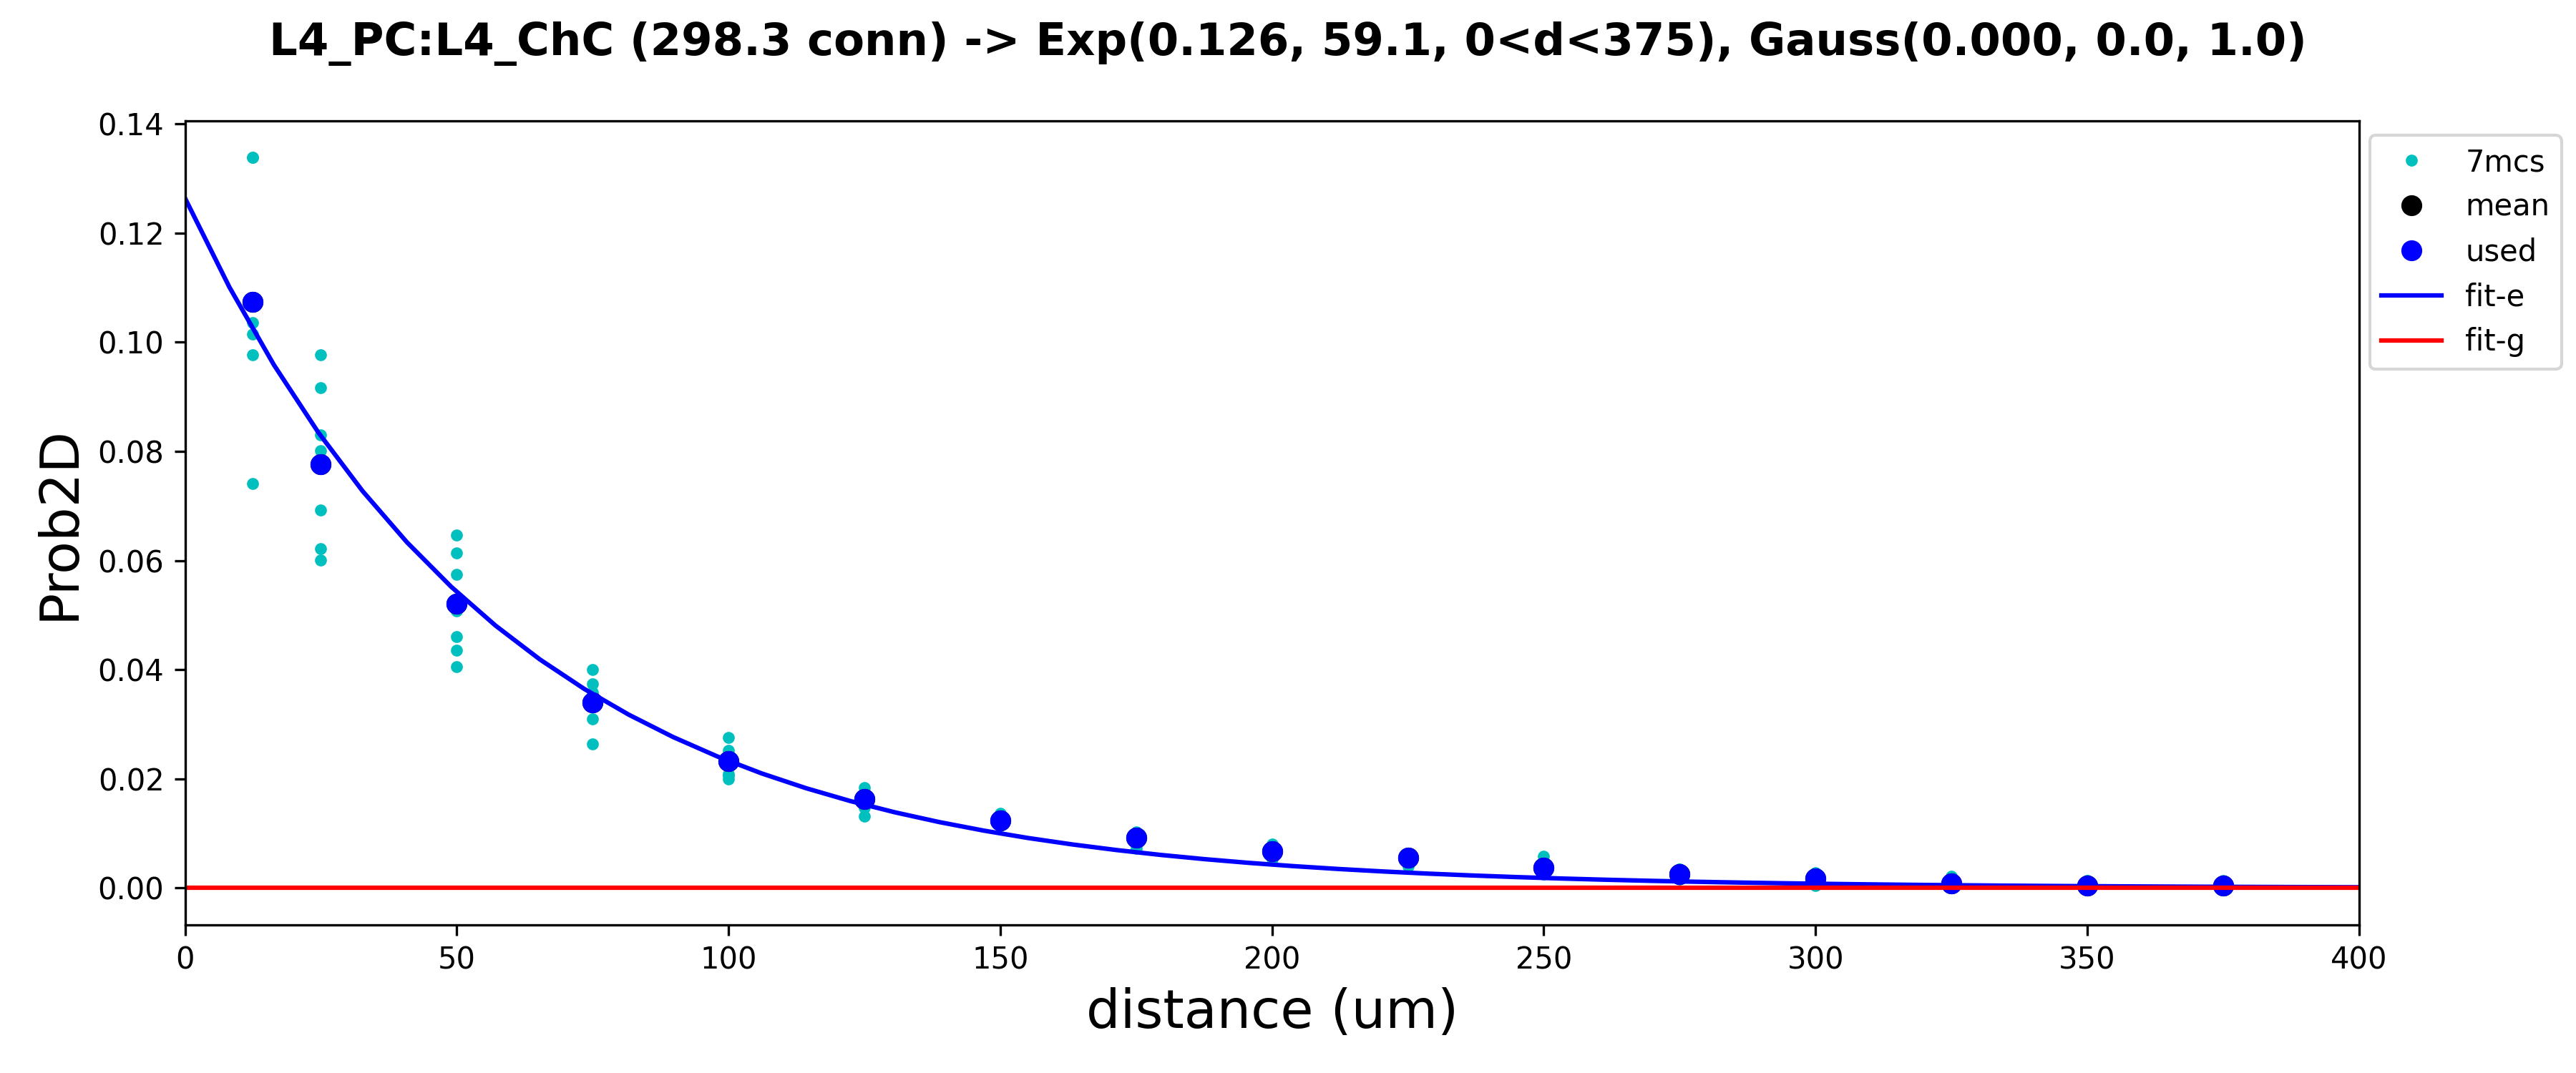 L4_PC:L4_ChC (298.3 conn) -> Exp(0.126, 59.1, 0<d<375), Gauss(0.000, 0.0, 1.0)
0.14
0.12
0.10
0.08
0.06
0.04
0.02
0.00
Prob2D
0 50 100 150 200 250 300 350 400
distance (um)
7mcs
mean
used
fit-e
fit-g